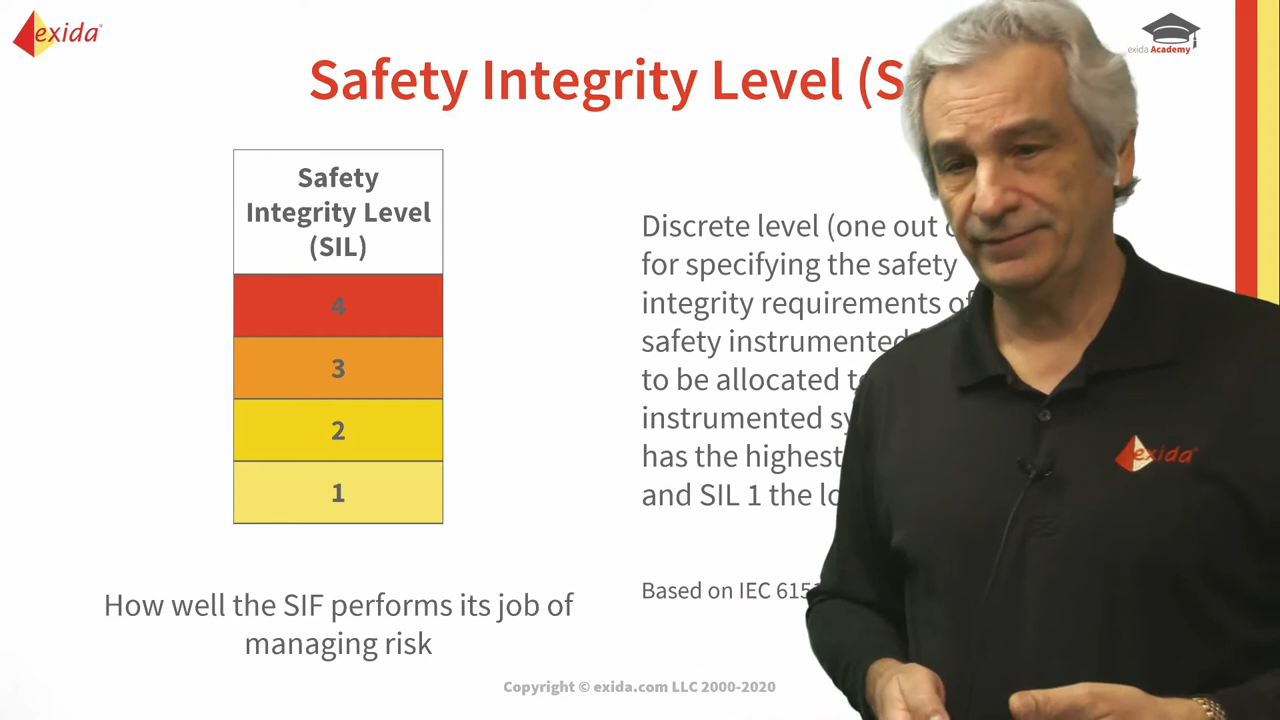 exida
exida Academy
Safety Integrity Level (S
Safety
Integrity Level
(SIL)
4
3
2
1
How well the SIF performs its job of
managing risk
Discrete level (one out
for specifying the safety
integrity requirements of
safety instrumented
to be allocated
instrumented
has the highest
and SIL 1 the
Based on IEC
exida
Copyright © exida.com LLC 2000-2020